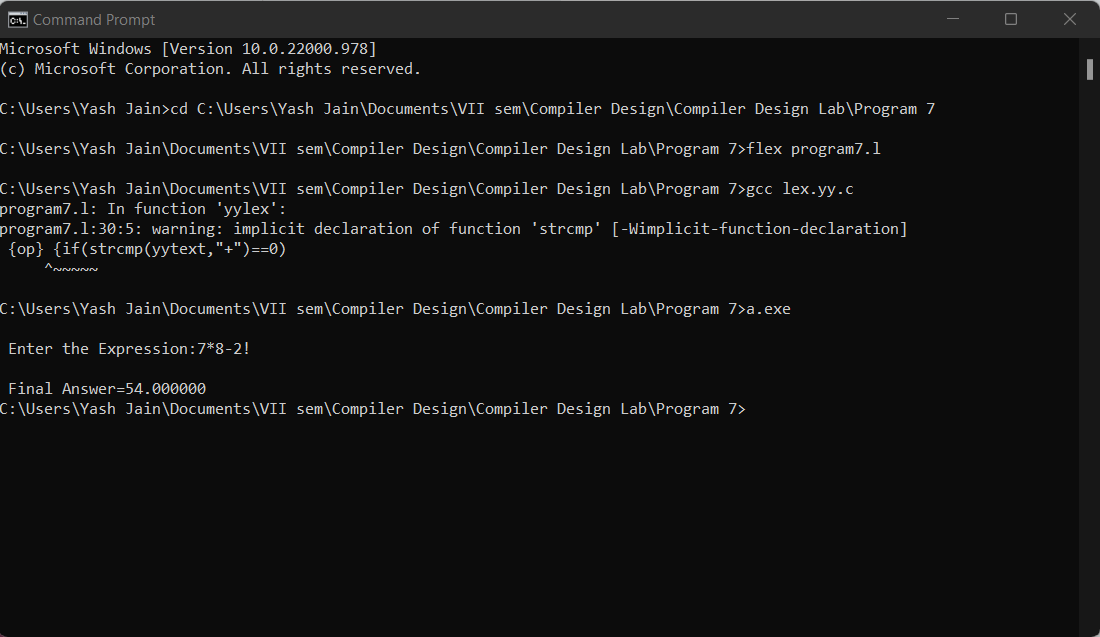 Command Prompt
Microsoft Windows [Version 10.0.22000.978]
(c) Microsoft Corporation. All rights reserved.
C:\Users\Yash Jain>cd C:\Users\Yash Jain\Documents\VII sem\Compiler Design\Compiler Design Lab\Program 7
C:\Users\Yash Jain\Documents\VII sem\Compiler Design\Compiler Design Lab\Program 7>flex program7.l
C:\Users\Yash Jain\Documents\VII sem\Compiler Design\Compiler Design Lab\Program 7>gcc lex.yy.c
program7.l: In function 'yylex':
program7.l:30:5: warning: implicit declaration of function 'strcmp' [-Wimplicit-function-declaration]
 {op} {if(strcmp(yytext,"+")==0)
     ^~~~~~
C:\Users\Yash Jain\Documents\VII sem\Compiler Design\Compiler Design Lab\Program 7>a.exe
 Enter the Expression:7*8-2!
 Final Answer=54.000000
C:\Users\Yash Jain\Documents\VII sem\Compiler Design\Compiler Design Lab\Program 7>